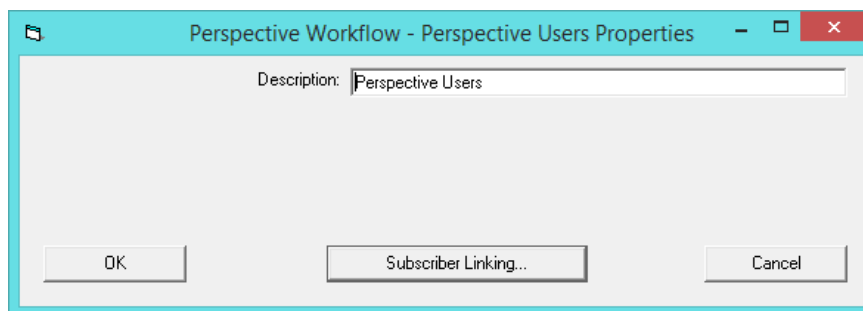 Perspective Workflow - Perspective Users Properties
Description: Perspective Users
OK Subscriber Linking... Cancel